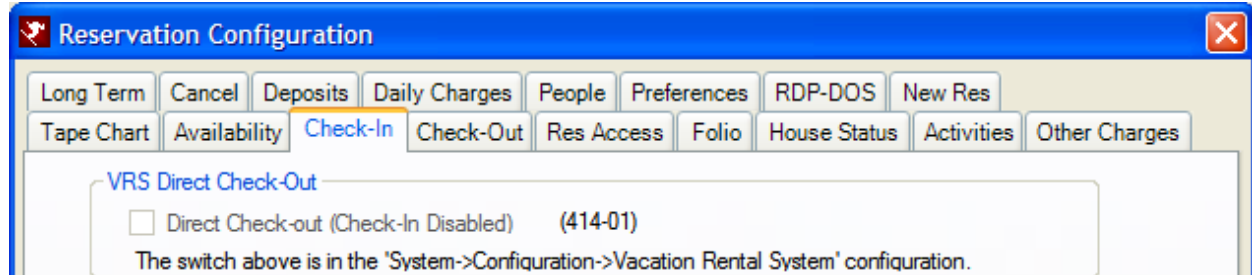 Reservation Configuration
Long Term Cancel Deposits Daily Charges People Preferences RDP-DOS New Res
Tape Chart Availability Check-In Check-Out Res Access Folio House Status Activities Other Charges
VRS Direct Check-Out
Direct Check-out (Check-In Disabled) (414-01)
The switch above is in the 'System->Configuration->Vacation Rental System' configuration.